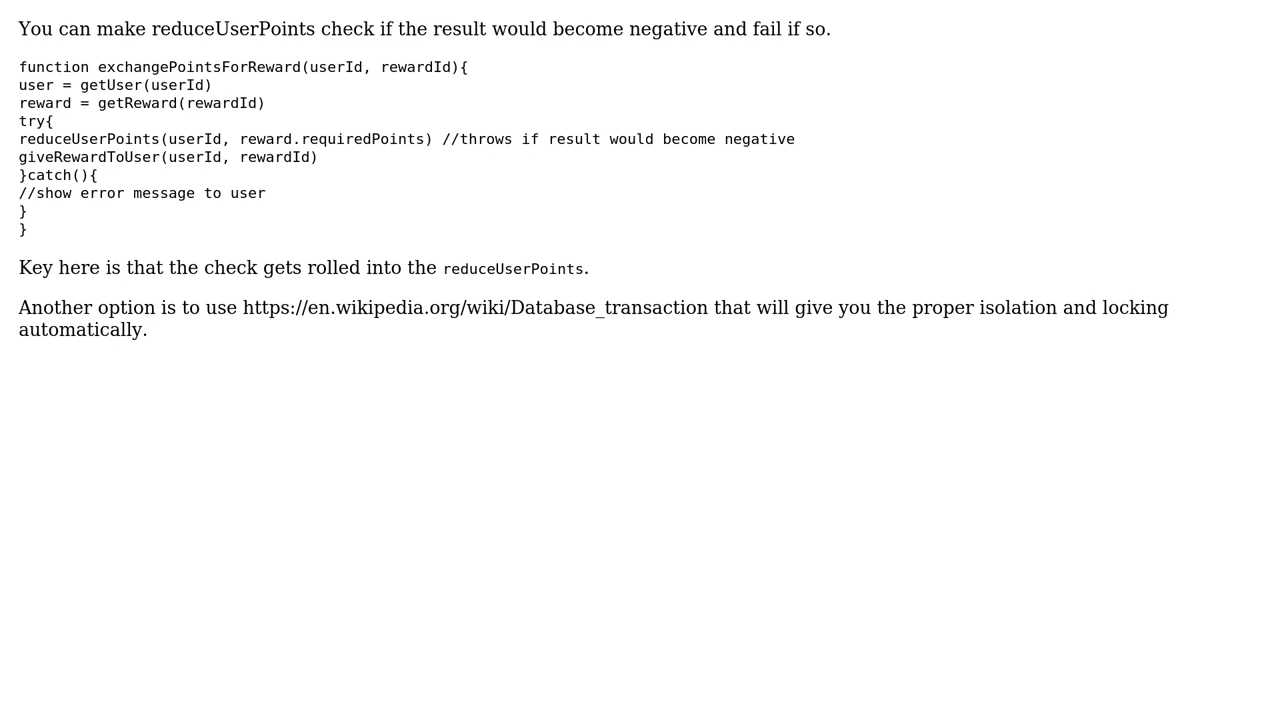 You can make reduceUserPoints check if the result would become negative and fail if so.
function exchangePointsForReward(userId, rewardId){
user = getUser(userId)
reward = getReward(rewardId)
try{
reduceUserPoints(userId, reward.requiredPoints) //throws if result would become negative
giveRewardToUser(userId, rewardId)
}catch(){
//show error message to user
}
}
Key here is that the check gets rolled into the reduceUserPoints.
Another option is to use https://en.wikipedia.org/wiki/Database_transaction that will give you the proper isolation and locking
automatically.